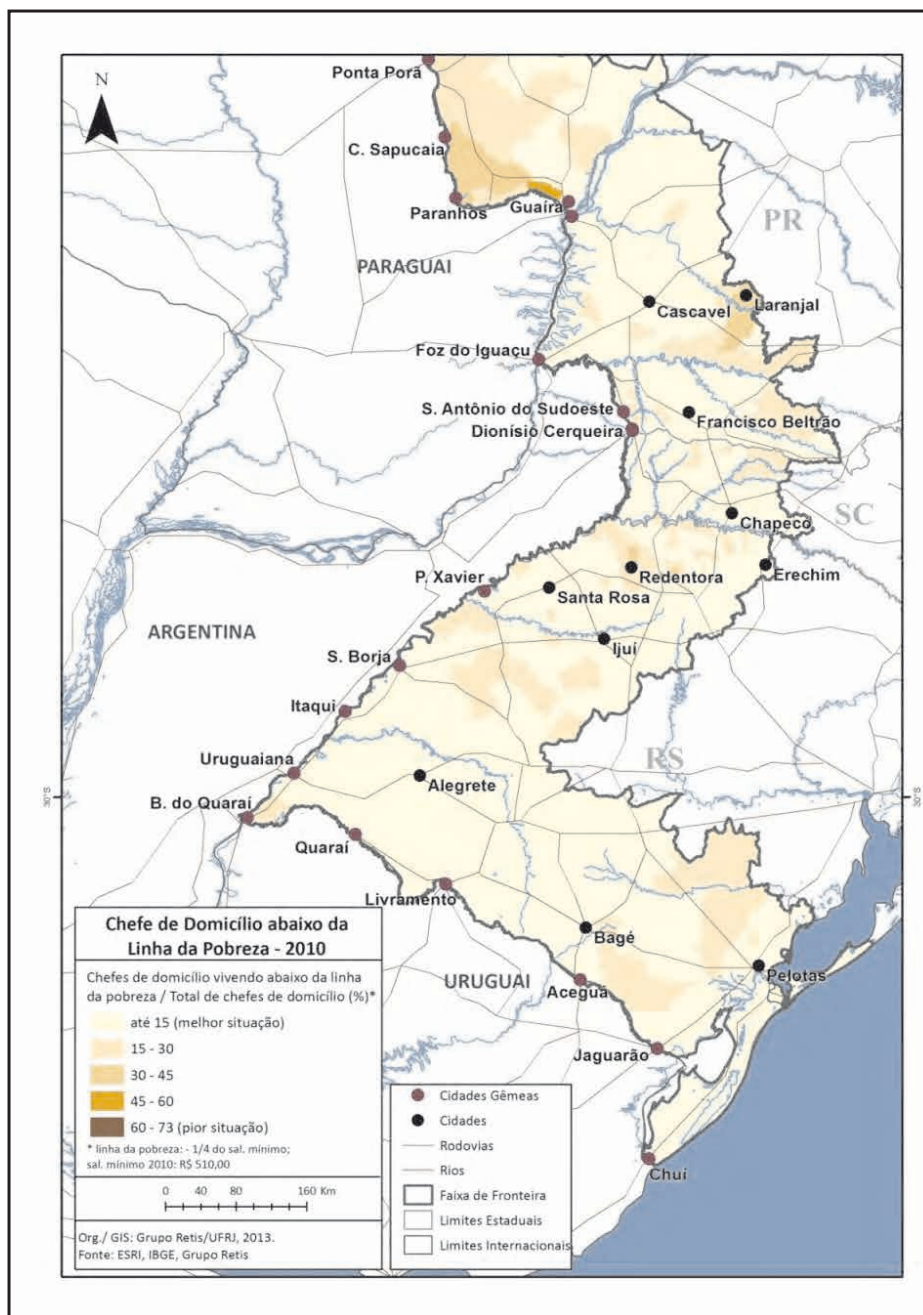 N
Ponta Porã
C. Sapucaia
Paranhos
Guaíra
PR
PARAGUAI
Laranjal
Cascavel
Foz do Iguaçu
S. Antônio do Sudoeste
Francisco Beltrão
Dionísio Cerqueira
SC
Chapecó
P. Xavier
Redentora
Erechim
Santa Rosa
ARGENTINA
Ijuí
S. Borja
Itaqui
RS
Uruguaiana
Alegrete
30°S
30°S
B. do Quaraí
Quaraí
Livramento
Bagé
Pelotas
URUGUAI
Aceguá
Jaguarão
Chuí
Chefe de Domicílio abaixo da
Linha da Pobreza - 2010
Chefes de domicílio vivendo abaixo da linha
da pobreza / Total de chefes de domicílio (%)*
até 15 (melhor situação)
15 - 30
30 - 45
45 - 60
60 - 73 (pior situação)
* linha da pobreza: - 1/4 do sal. mínimo;
sal. mínimo 2010: R$ 510,00
0 40 80 160 Km
Org./ GIS: Grupo Retis/UFRJ, 2013.
Fonte: ESRI, IBGE, Grupo Retis
Cidades Gêmeas
Cidades
Rodovias
Rios
Faixa de Fronteira
Limites Estaduais
Limites Internacionais